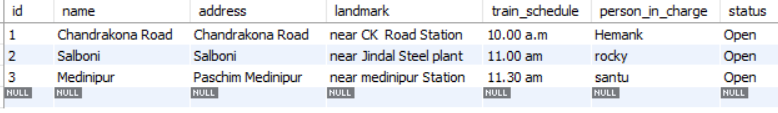 id name address landmark train_schedule person_in_charge status
1 Chandrakona Road Chandrakona Road near CK Road Station 10.00 a.m Hemank Open
2 Salboni Salboni near Jindal Steel plant 11.00 am rocky Open
3 Medinipur Paschim Medinipur near medinipur Station 11.30 am santu Open
NULL NULL NULL NULL NULL NULL NULL